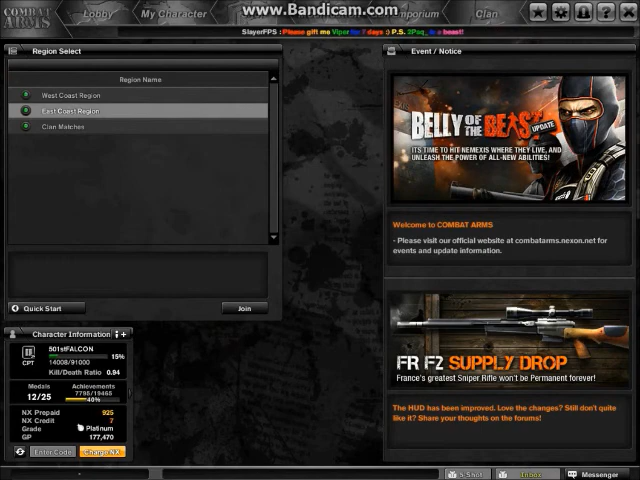 COMBAT ARMS
Lobby
My Character
www.Bandicam.com
Clan
SlayerFPS : Please gift me Viper for 7 days :) P.S. 2Psq_ is a beast!
Region Select
Region Name
West Coast Region
East Coast Region
Clan Matches
Quick Start
Join
Character Information
501stFALCON
CPT
15%
14008/91000
Kill/Death Ratio 0.94
Medals
12/25
Achievements
7795/19465
40%
NX Prepaid 925
NX Credit 7
Grade Platinum
GP 177,470
Enter Code
Charge NX
Event / Notice
BELLY OF THE BEAST UPDATE
IT'S TIME TO HIT NEMEXIS WHERE THEY LIVE, AND
UNLEASH THE POWER OF ALL-NEW ABILITIES!
Welcome to COMBAT ARMS
- Please visit our official website at combatarms.nexon.net for
events and update information.
FR F2 SUPPLY DROP
France's greatest Sniper Rifle won't be Permanent forever!
The HUD has been improved. Love the changes? Still don't quite
like it? Share your thoughts on the forums!
5-Shot
Inbox
Messenger